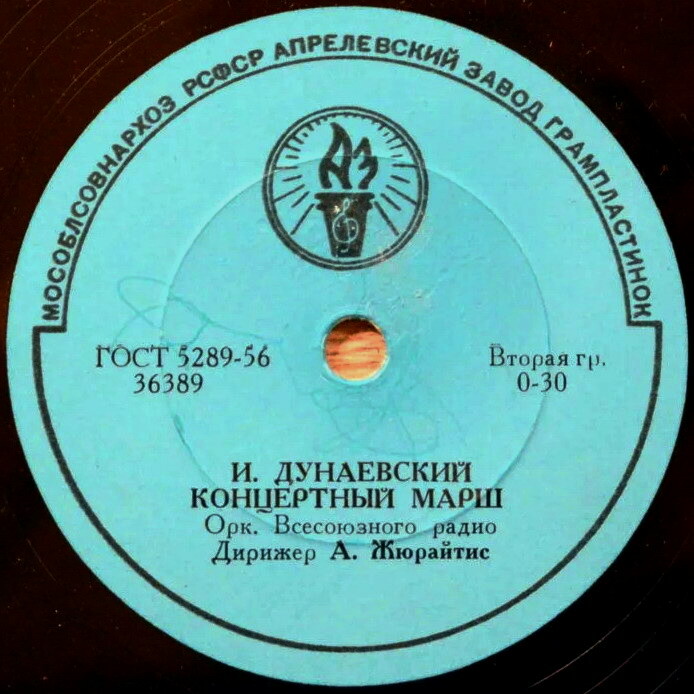 МОСОБЛСОВНАРХОЗ РСФСР АПРЕЛЕВСКИЙ ЗАВОД ГРАМПЛАСТИНОК
АЗ
ГОСТ 5289-56
36389
Вторая гр.
0-30
И. ДУНАЕВСКИЙ
КОНЦЕРТНЫЙ МАРШ
Орк. Всесоюзного радио
Дирижер А. Жюрайтис